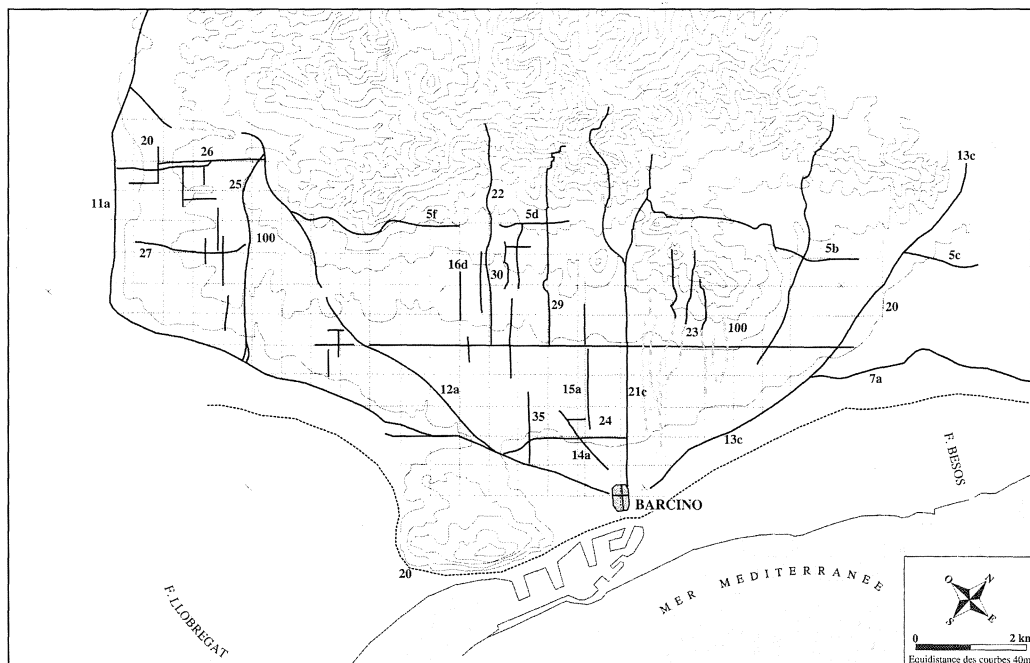 20
26
13c
25
11a
22
5f
5d
100
27
5b
5c
16d
30
29
20
23
100
12a
15a
21c
7a
35
24
14a
13c
F. BESOS
BARCINO
20
MER MEDITERRANEE
F. LLOBREGAT
O N
S E
0 2 km
Equidistance des courbes 40m